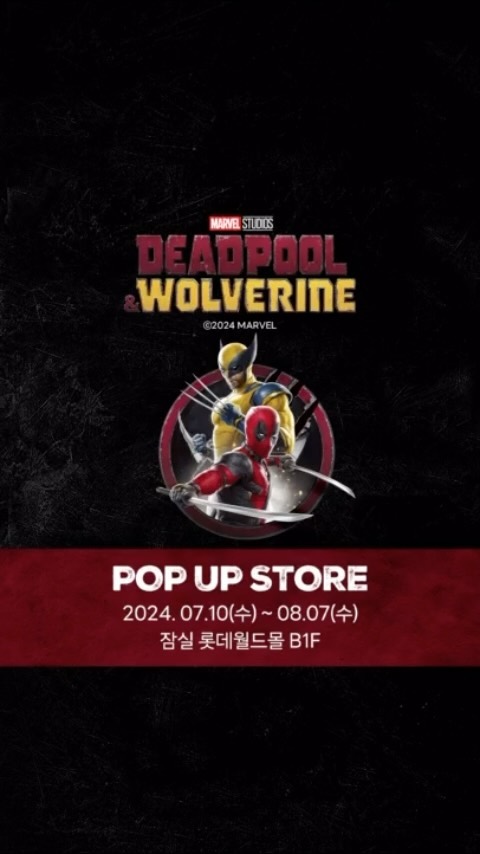 MARVEL STUDIOS
DEADPOOL
&WOLVERINE
©2024 MARVEL
POP UP STORE
2024. 07.10(수) ~ 08.07(수)
잠실 롯데월드몰 B1F